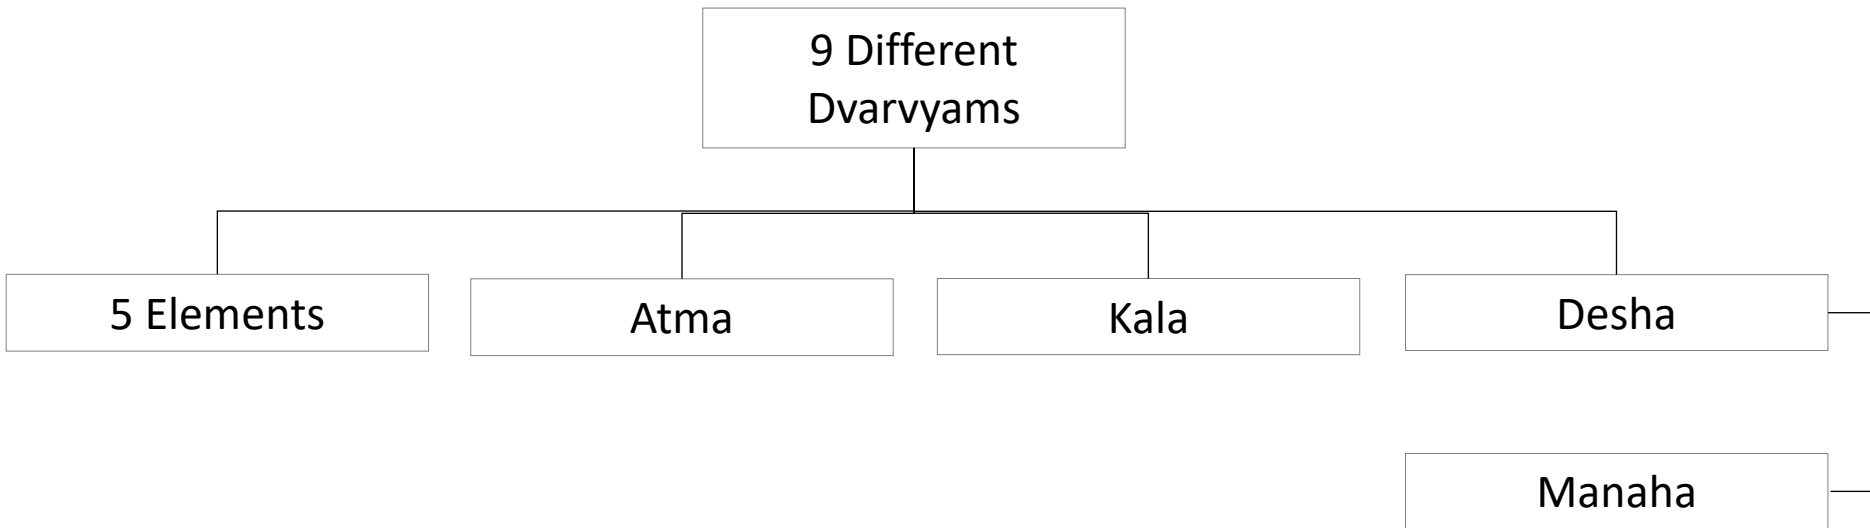 9 Different
Dvarvyams
5 Elements
Atma
Kala
Desha
Manaha